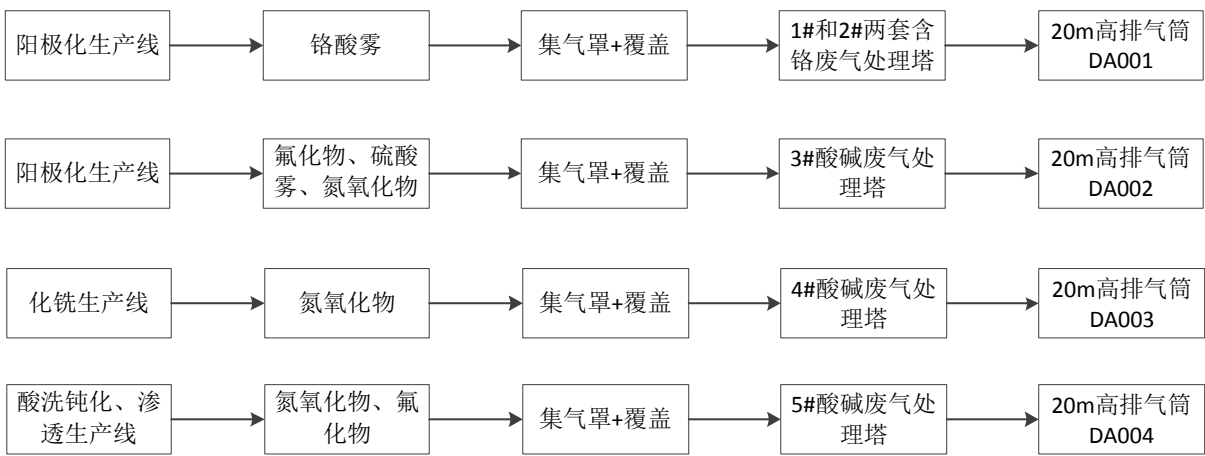 阳极化生产线
铬酸雾
集气罩+覆盖
1#和2#两套含
铬废气处理塔
20m高排气筒
DA001
阳极化生产线
氟化物、硫酸
雾、氮氧化物
集气罩+覆盖
3#酸碱废气处
理塔
20m高排气筒
DA002
化铣生产线
氮氧化物
集气罩+覆盖
4#酸碱废气处
理塔
20m高排气筒
DA003
酸洗钝化、渗
透生产线
氮氧化物、氟
化物
集气罩+覆盖
5#酸碱废气处
理塔
20m高排气筒
DA004